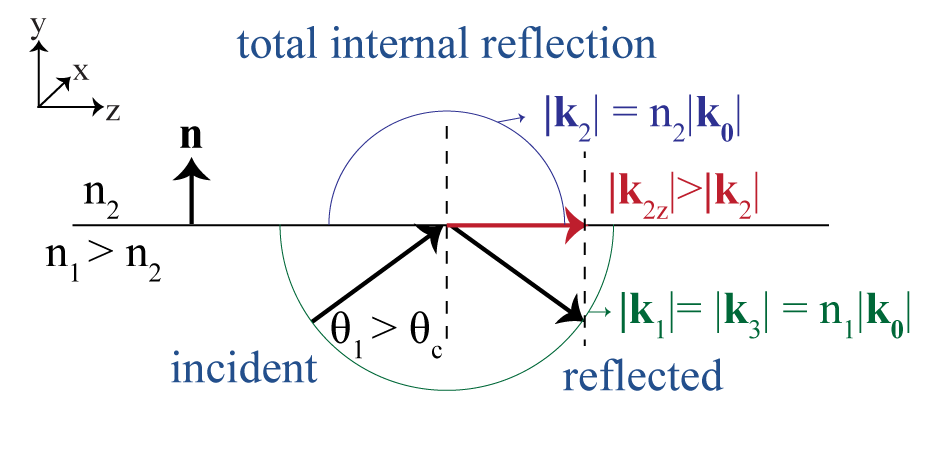 y
total internal reflection
x
z
|k₂| = n₂|k₀|
n
n₂
|k₂z|>|k₂|
n₁ > n₂
θ₁ > θc
|k₁|= |k₃| = n₁|k₀|
incident
reflected